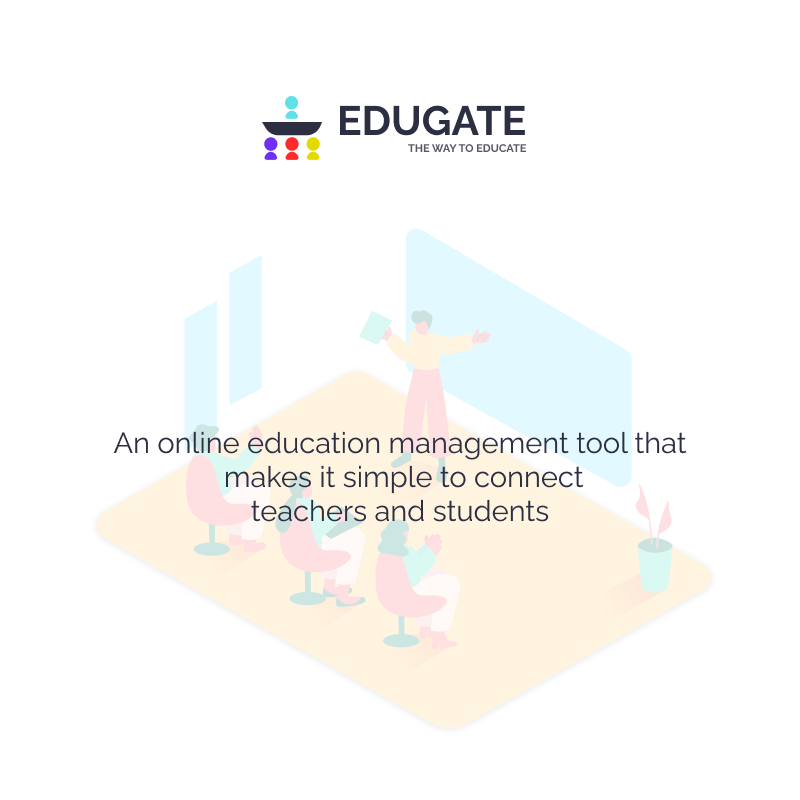 EDUGATE
THE WAY TO EDUCATE
An online education management tool that
makes it simple to connect
teachers and students